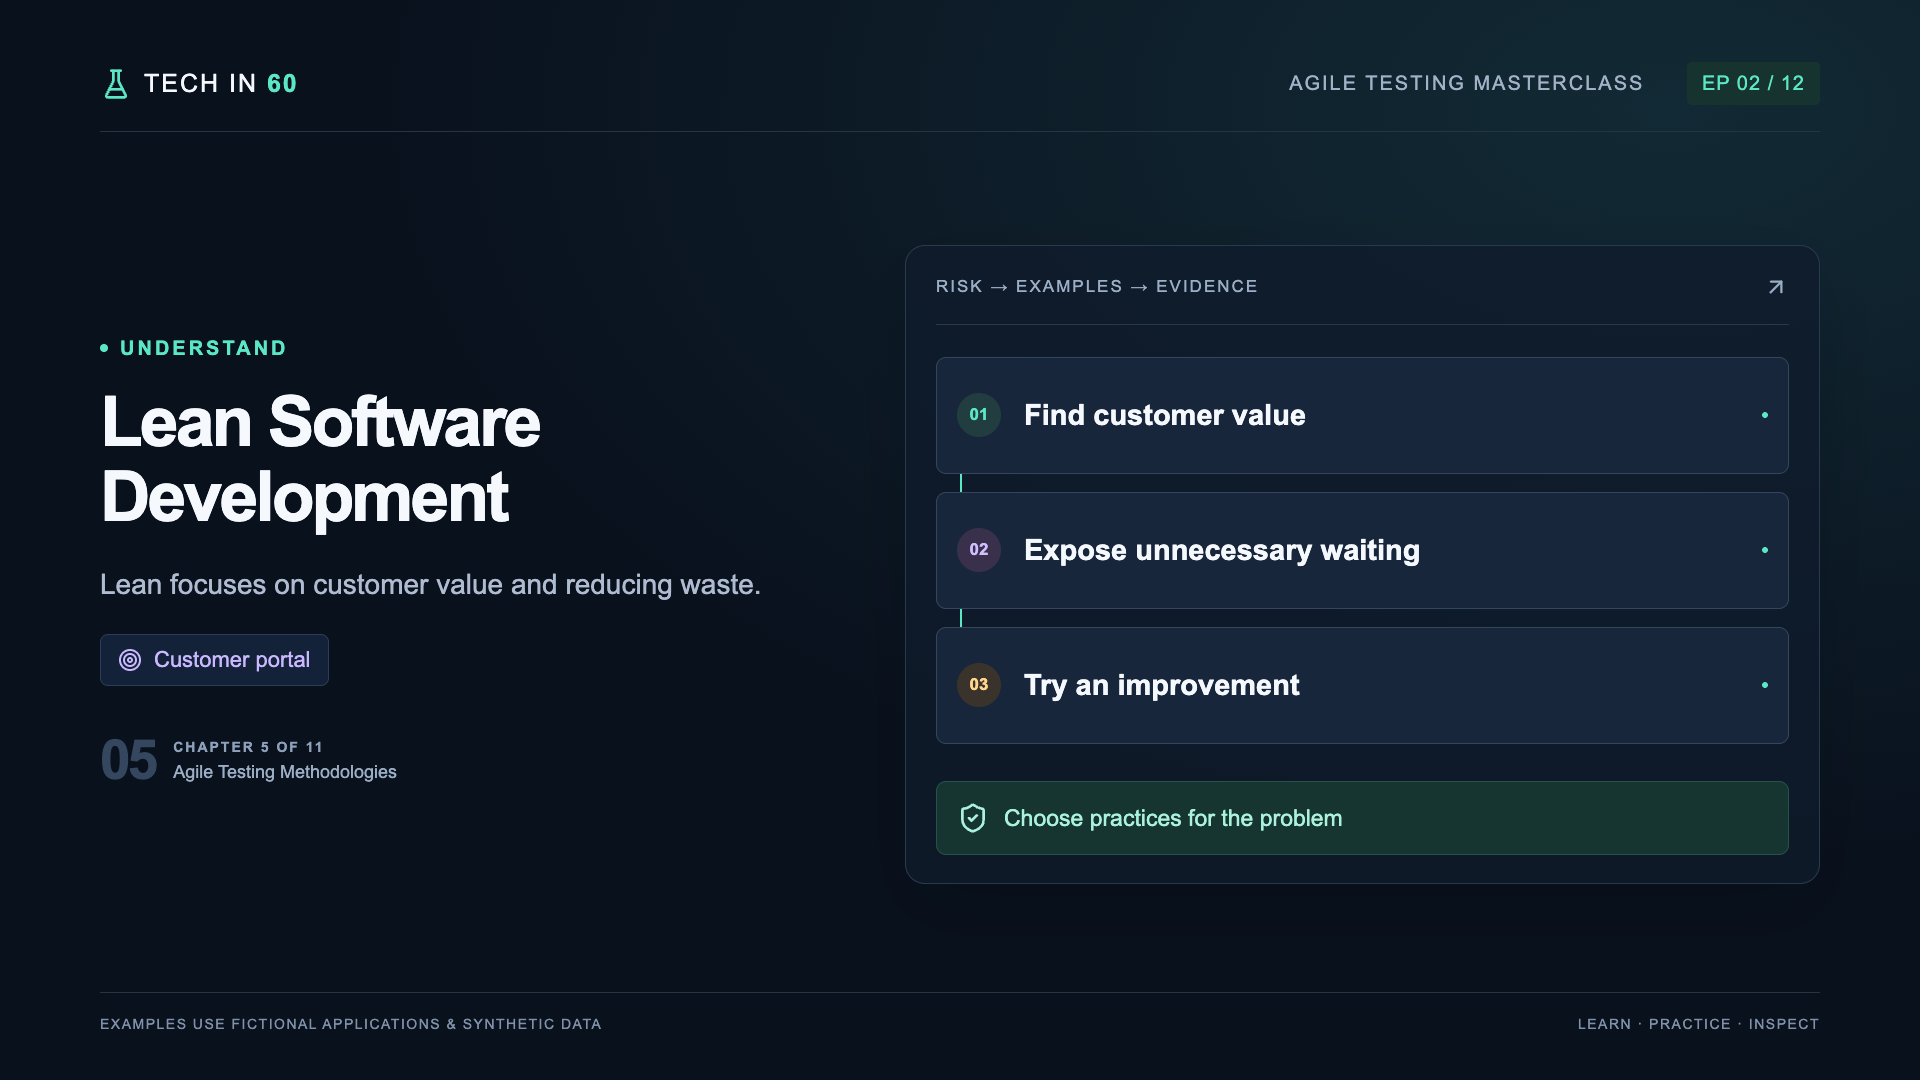 TECH IN 60
AGILE TESTING MASTERCLASS
EP 02 / 12
• UNDERSTAND
Lean Software
Development
Lean focuses on customer value and reducing waste.
Customer portal
05
CHAPTER 5 OF 11
Agile Testing Methodologies
RISK → EXAMPLES → EVIDENCE
01 Find customer value
02 Expose unnecessary waiting
03 Try an improvement
Choose practices for the problem
EXAMPLES USE FICTIONAL APPLICATIONS & SYNTHETIC DATA
LEARN · PRACTICE · INSPECT